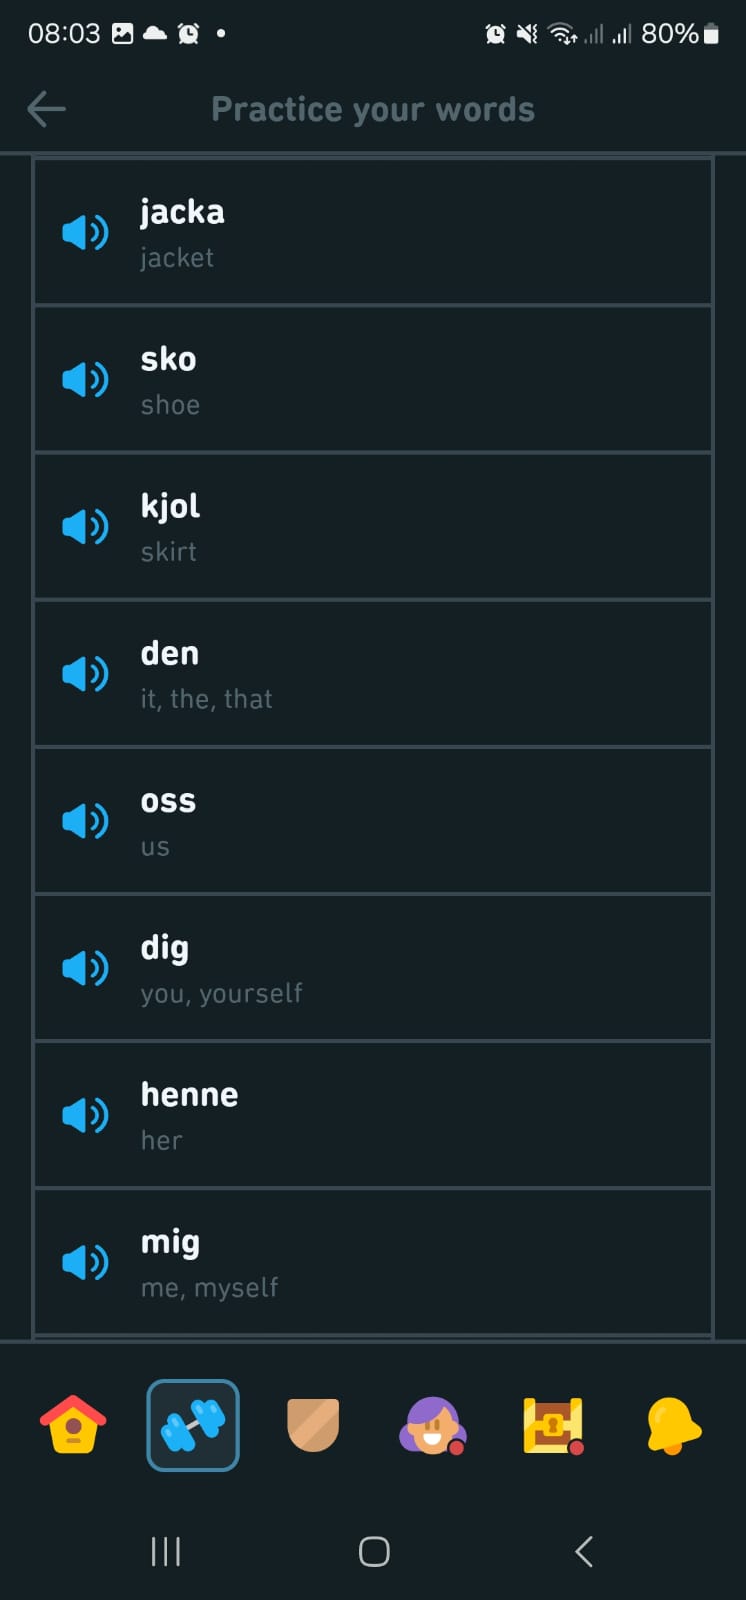 08:03
80%
Practice your words
jacka
jacket
sko
shoe
kjol
skirt
den
it, the, that
oss
us
dig
you, yourself
henne
her
mig
me, myself